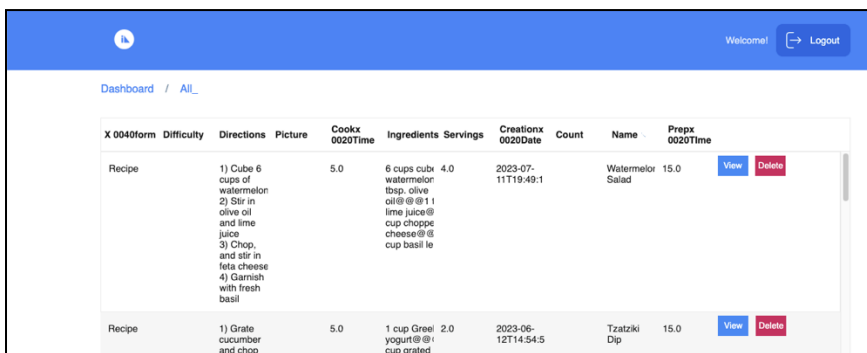 Welcome!
Logout
Dashboard / All_
X 0040form Difficulty Directions Picture Cookx 0020Time Ingredients Servings Creationx 0020Date Count Name Prepx 0020TIme
Recipe
1) Cube 6
cups of
watermelon
2) Stir in
olive oil
and lime
juice
3) Chop,
and stir in
feta cheese
4) Garnish
with fresh
basil
5.0
6 cups cube
watermelon
tbsp. olive
oil@@@1 t
lime juice@
cup choppe
cheese@@
cup basil le
4.0
2023-07-
11T19:49:1
Watermelon
Salad
15.0
View
Delete
Recipe
1) Grate
cucumber
and chop
5.0
1 cup Greek
yogurt@@
cup grated
2.0
2023-06-
12T14:54:5
Tzatziki
Dip
15.0
View
Delete